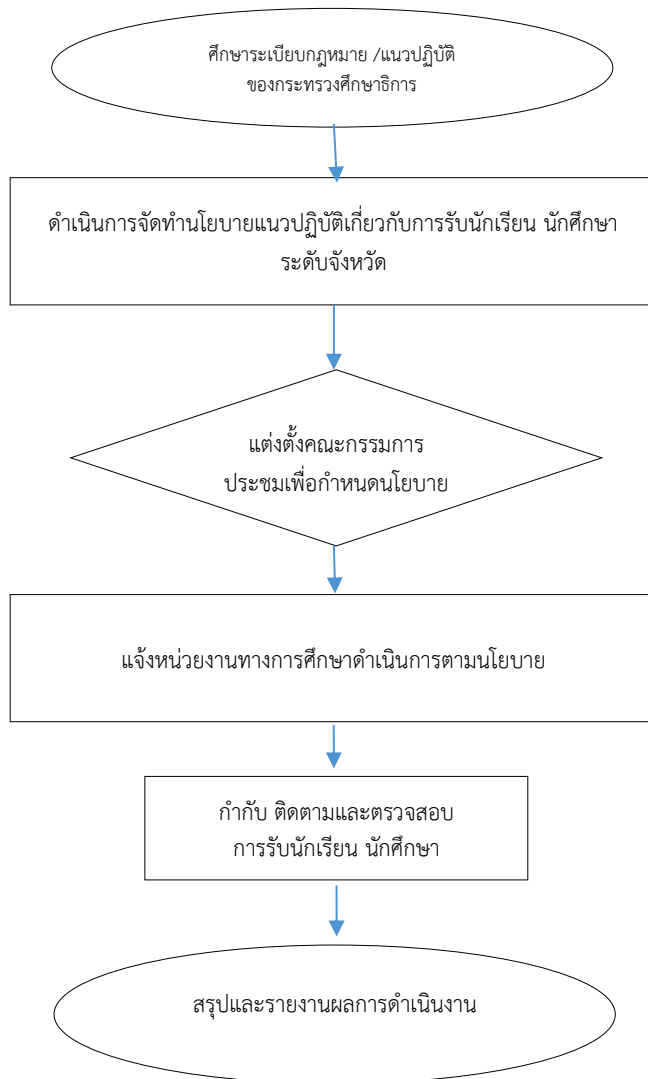 ศึกษาระเบียบกฎหมาย /แนวปฏิบัติ
ของกระทรวงศึกษาธิการ
ดำเนินการจัดทำนโยบายแนวปฏิบัติเกี่ยวกับการรับนักเรียน นักศึกษา
ระดับจังหวัด
แต่งตั้งคณะกรรมการ
ประชมเพื่อกำหนดนโยบาย
แจ้งหน่วยงานทางการศึกษาดำเนินการตามนโยบาย
กำกับ ติดตามและตรวจสอบ
การรับนักเรียน นักศึกษา
สรุปและรายงานผลการดำเนินงาน